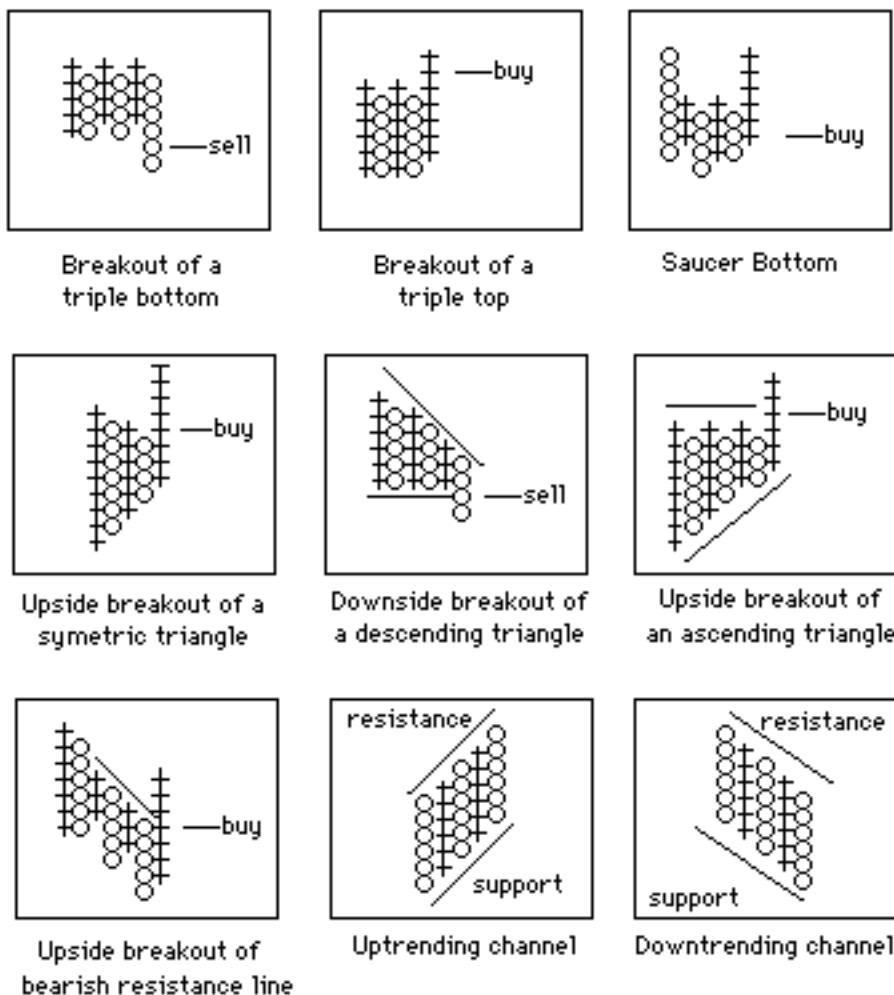 sell
Breakout of a
triple bottom
buy
Breakout of a
triple top
buy
Saucer Bottom
buy
Upside breakout of a
symetric triangle
sell
Downside breakout of
a descending triangle
buy
Upside breakout of
an ascending triangle
buy
Upside breakout of
bearish resistance line
resistance
support
Uptrending channel
resistance
support
Downtrending channel